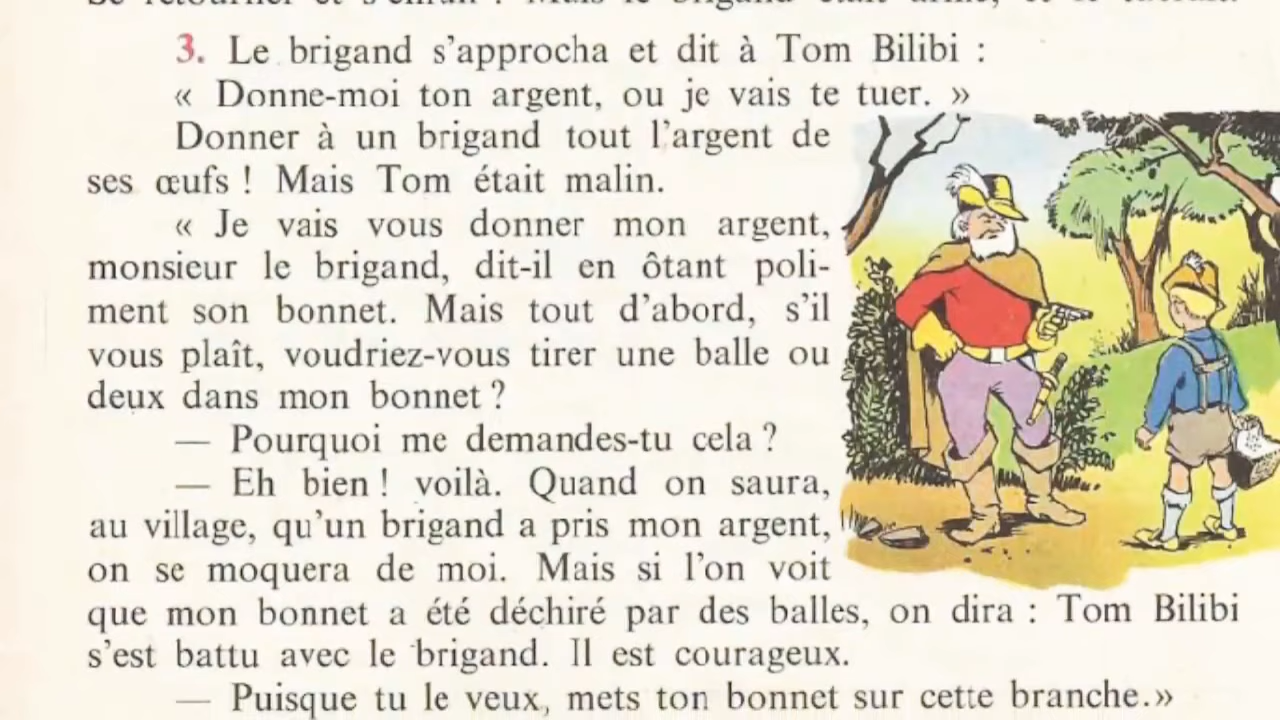 3. Le brigand s'approcha et dit à Tom Bilibi :
« Donne-moi ton argent, ou je vais te tuer. »
Donner à un brigand tout l'argent de
ses œufs ! Mais Tom était malin.
« Je vais vous donner mon argent,
monsieur le brigand, dit-il en ôtant poli-
ment son bonnet. Mais tout d'abord, s'il
vous plaît, voudriez-vous tirer une balle ou
deux dans mon bonnet ?
— Pourquoi me demandes-tu cela ?
— Eh bien ! voilà. Quand on saura,
au village, qu'un brigand a pris mon argent,
on se moquera de moi. Mais si l'on voit
que mon bonnet a été déchiré par des balles, on dira : Tom Bilibi
s'est battu avec le brigand. Il est courageux.
— Puisque tu le veux, mets ton bonnet sur cette branche.»